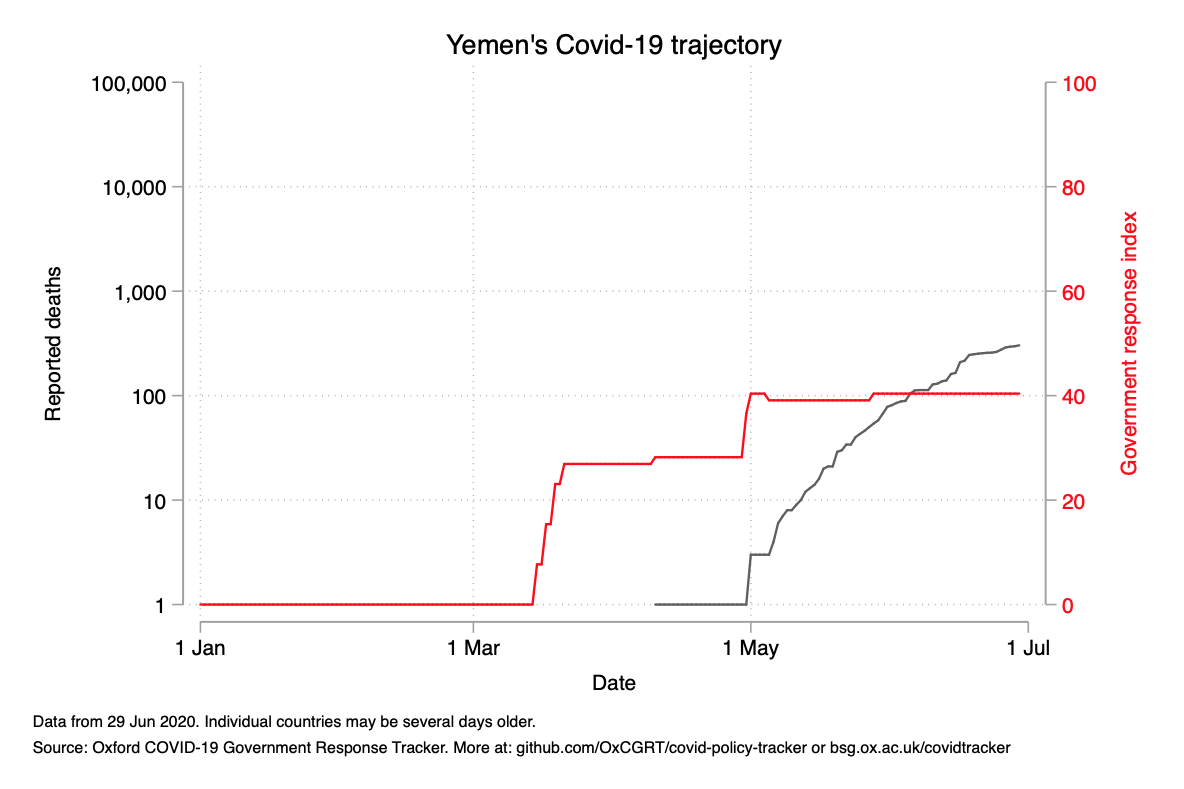 Yemen's Covid-19 trajectory
100,000
10,000
1,000
100
10
1
Reported deaths
100
80
60
40
20
0
Government response index
1 Jan
1 Mar
1 May
1 Jul
Date
Data from 29 Jun 2020. Individual countries may be several days older.
Source: Oxford COVID-19 Government Response Tracker. More at: github.com/OxCGRT/covid-policy-tracker or bsg.ox.ac.uk/covidtracker